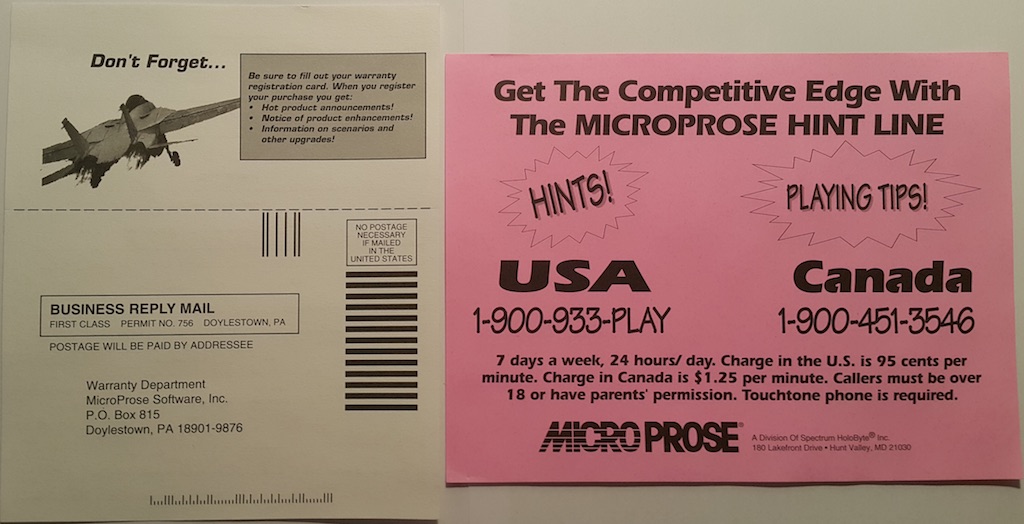 Don't Forget...
Be sure to fill out your warranty
registration card. When you register
your purchase you get:
• Hot product announcements!
• Notice of product enhancements!
• Information on scenarios and
other upgrades!
NO POSTAGE
NECESSARY
IF MAILED
IN THE
UNITED STATES
BUSINESS REPLY MAIL
FIRST CLASS PERMIT NO. 756 DOYLESTOWN, PA
POSTAGE WILL BE PAID BY ADDRESSEE
Warranty Department
MicroProse Software, Inc.
P.O. Box 815
Doylestown, PA 18901-9876
Get The Competitive Edge With
The MICROPROSE HINT LINE
HINTS!
PLAYING TIPS!
USA
1-900-933-PLAY
Canada
1-900-451-3546
7 days a week, 24 hours/ day. Charge in the U.S. is 95 cents per
minute. Charge in Canada is $1.25 per minute. Callers must be over
18 or have parents' permission. Touchtone phone is required.
MICROPROSE®
A Division Of Spectrum HoloByte® Inc.
180 Lakefront Drive • Hunt Valley, MD 21030